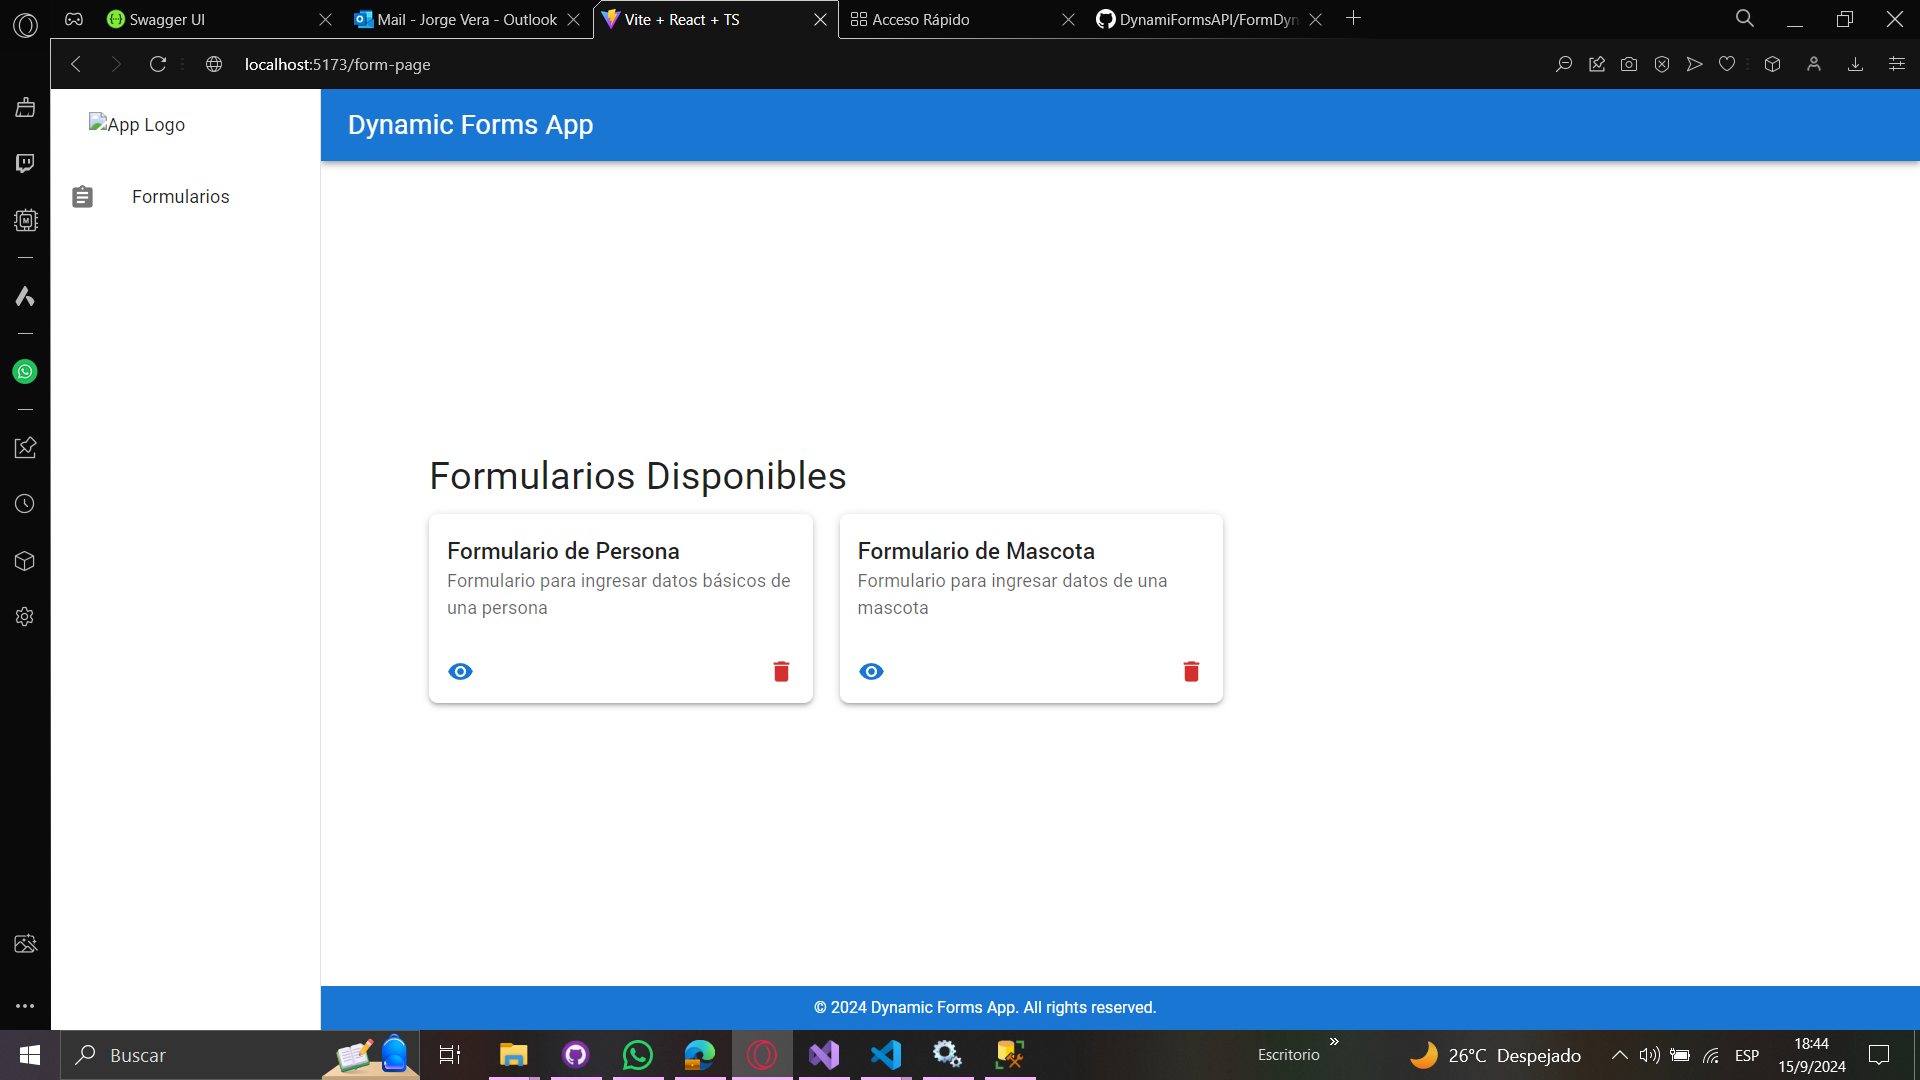 Swagger UI
Mail - Jorge Vera - Outlook
Vite + React + TS
Acceso Rápido
DynamiFormsAPI/FormDyn
localhost:5173/form-page
App Logo
Dynamic Forms App
Formularios
Formularios Disponibles
Formulario de Persona
Formulario para ingresar datos básicos de
una persona
Formulario de Mascota
Formulario para ingresar datos de una
mascota
© 2024 Dynamic Forms App. All rights reserved.
Buscar
Escritorio
26°C Despejado
ESP
18:44
15/9/2024